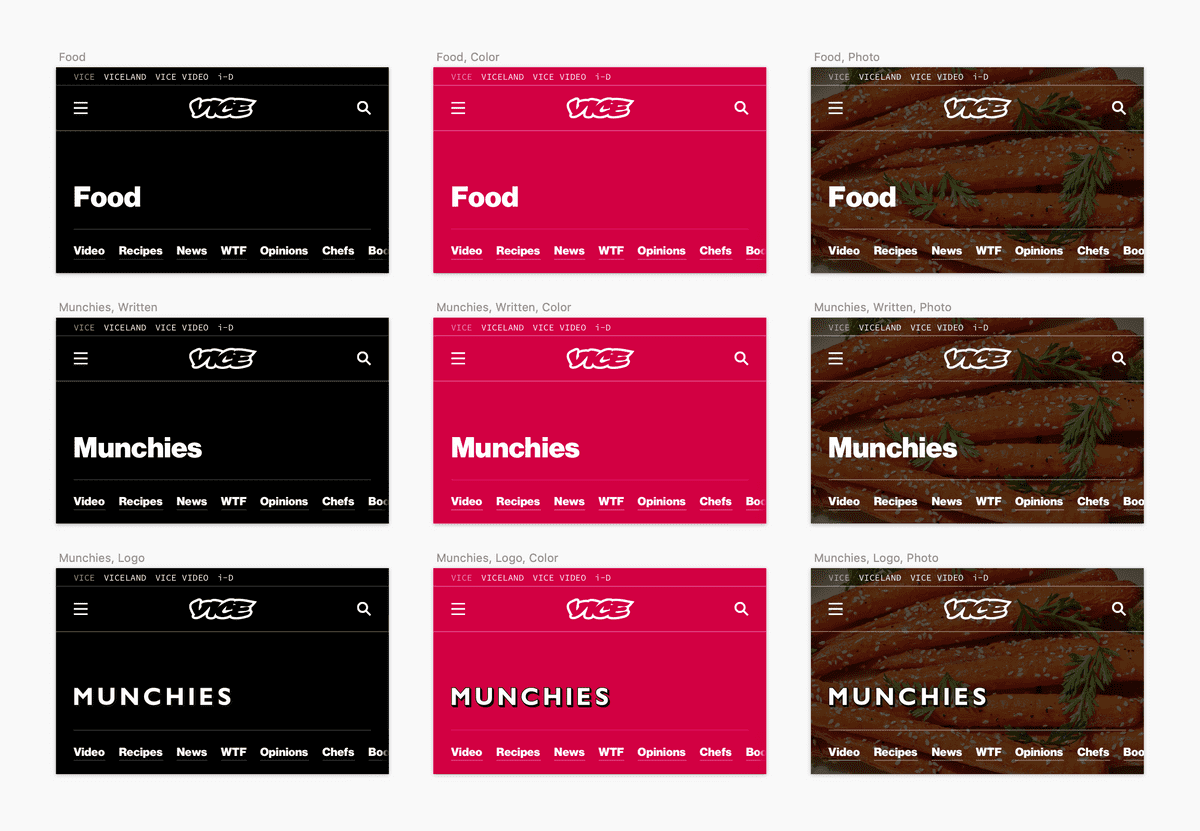 Food
VICE VICELAND VICE VIDEO i-D
VICE
Food
Video Recipes News WTF Opinions Chefs Boo
Food, Color
VICE VICELAND VICE VIDEO i-D
VICE
Food
Video Recipes News WTF Opinions Chefs Boo
Food, Photo
VICE VICELAND VICE VIDEO i-D
VICE
Food
Video Recipes News WTF Opinions Chefs Boo
Munchies, Written
VICE VICELAND VICE VIDEO i-D
VICE
Munchies
Video Recipes News WTF Opinions Chefs Boo
Munchies, Written, Color
VICE VICELAND VICE VIDEO i-D
VICE
Munchies
Video Recipes News WTF Opinions Chefs Boo
Munchies, Written, Photo
VICE VICELAND VICE VIDEO i-D
VICE
Munchies
Video Recipes News WTF Opinions Chefs Boo
Munchies, Logo
VICE VICELAND VICE VIDEO i-D
VICE
MUNCHIES
Video Recipes News WTF Opinions Chefs Boo
Munchies, Logo, Color
VICE VICELAND VICE VIDEO i-D
VICE
MUNCHIES
Video Recipes News WTF Opinions Chefs Boo
Munchies, Logo, Photo
VICE VICELAND VICE VIDEO i-D
VICE
MUNCHIES
Video Recipes News WTF Opinions Chefs Boo